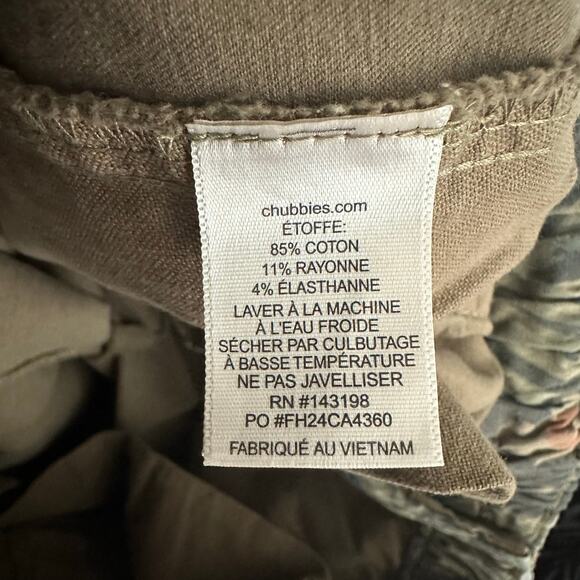 chubbies.com
ÉTOFFE:
85% COTON
11% RAYONNE
4% ÉLASTHANNE
LAVER À LA MACHINE
À L'EAU FROIDE
SÉCHER PAR CULBUTAGE
À BASSE TEMPÉRATURE
NE PAS JAVELLISER
RN #143198
PO #FH24CA4360
FABRIQUÉ AU VIETNAM